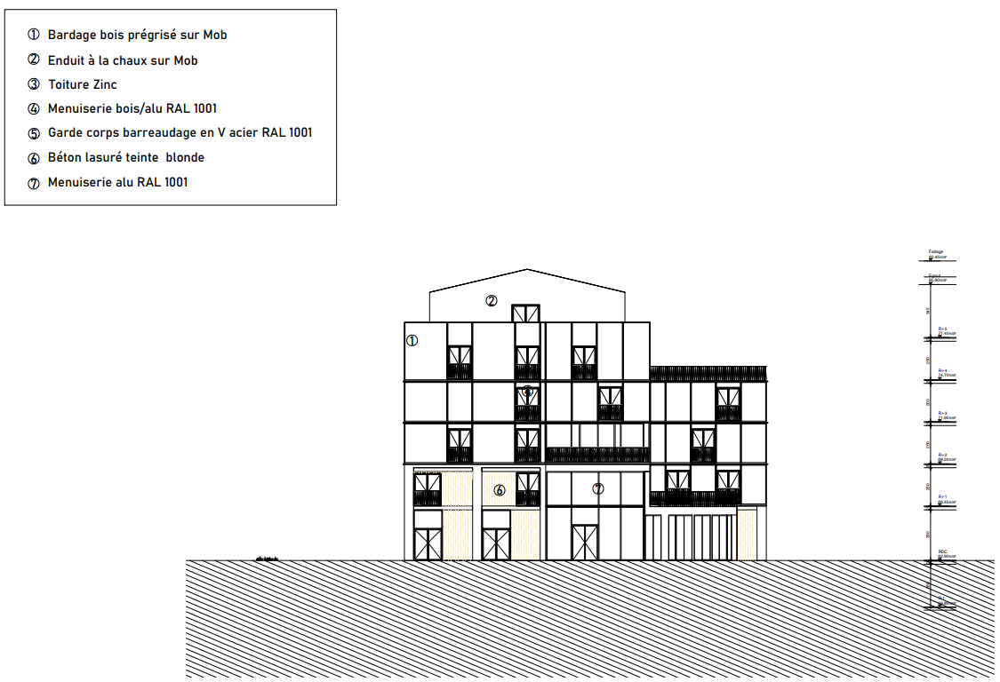 ① Bardage bois prégrisé sur Mob
② Enduit à la chaux sur Mob
③ Toiture Zinc
④ Menuiserie bois/alu RAL 1001
⑤ Garde corps barreaudage en V acier RAL 1001
⑥ Béton lasuré teinte blonde
⑦ Menuiserie alu RAL 1001
Faitage
②
R+5
①
R+4
R+3
R+2
⑥ ⑦
R+1
RDC